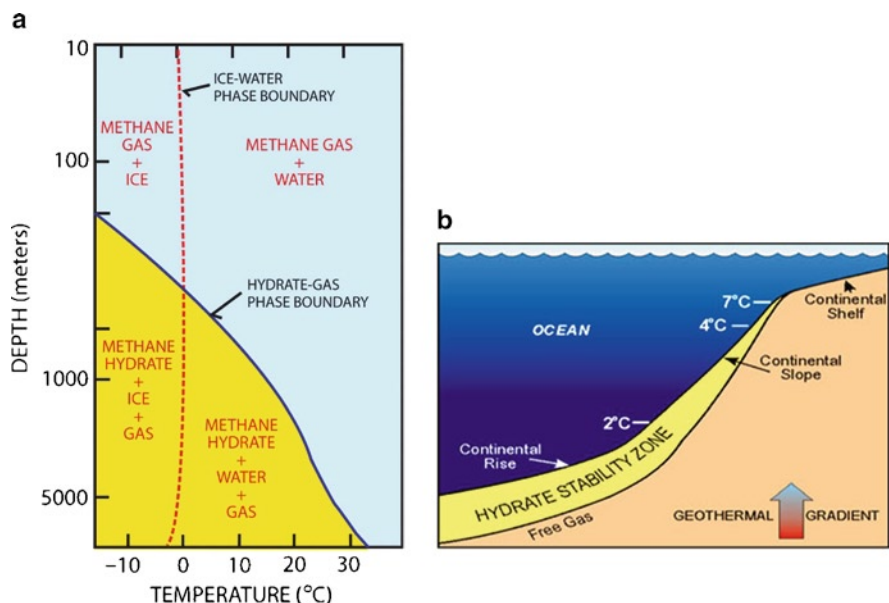 a
10
ICE-WATER
PHASE BOUNDARY
METHANE
GAS
+
ICE
METHANE GAS
+
WATER
100
DEPTH (meters)
HYDRATE-GAS
PHASE BOUNDARY
METHANE
HYDRATE
+
ICE
+
GAS
1000
METHANE
HYDRATE
+
WATER
+
GAS
5000
–10 0 10 20 30
TEMPERATURE (°C)
b
7°C
4°C
Continental
Shelf
OCEAN
Continental
Slope
2°C
Continental
Rise
HYDRATE STABILITY ZONE
Free Gas
GEOTHERMAL GRADIENT